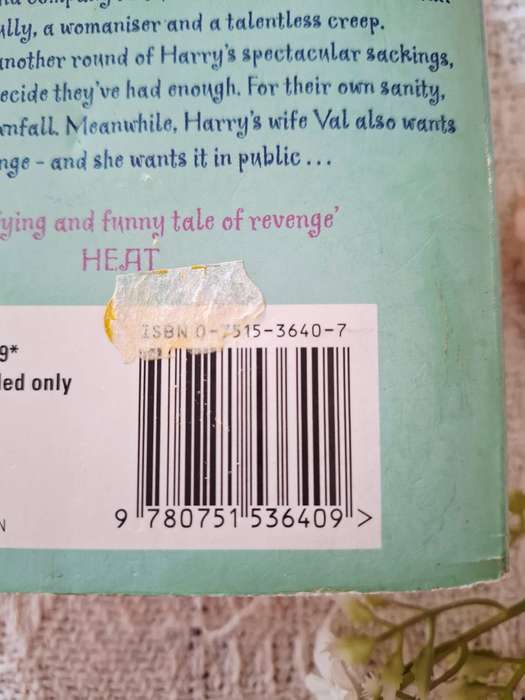 ully, a womaniser and a talentless creep.
another round of Harry's spectacular sackings,
ecide they've had enough. For their own sanity,
nfall. Meanwhile, Harry's wife Val also wants
nge – and she wants it in public...
ying and funny tale of revenge'
HEAT
ISBN 0-7515-3640-7
9*
led only
9 780751 536409 >
N